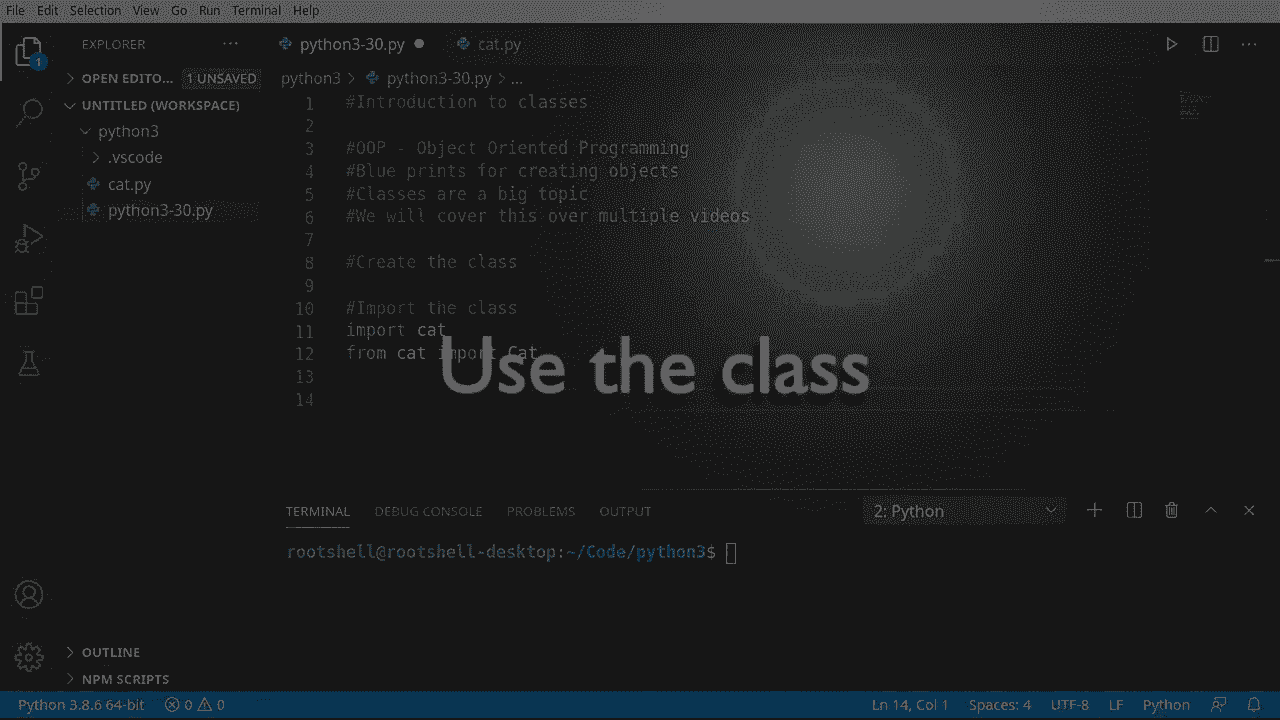 File Edit Selection View Go Run Terminal Help
EXPLORER
python3-30.py
cat.py
OPEN EDITO... 1 UNSAVED
python3 > python3-30.py > ...
UNTITLED (WORKSPACE)
python3
.vscode
cat.py
python3-30.py
1 #Introduction to classes
2
3 #OOP - Object Oriented Programming
4 #Blue prints for creating objects
5 #Classes are a big topic
6 #We will cover this over multiple videos
7
8 #Create the class
9
10 #Import the class
11 import cat
12 from cat import Cat
13
14
Use the class
TERMINAL DEBUG CONSOLE PROBLEMS OUTPUT 2: Python
rootshell@rootshell-desktop:~/Code/python3$
1
OUTLINE
NPM SCRIPTS
Python 3.8.6 64-bit 0 0 Ln 14, Col 1 Spaces: 4 UTF-8 LF Python